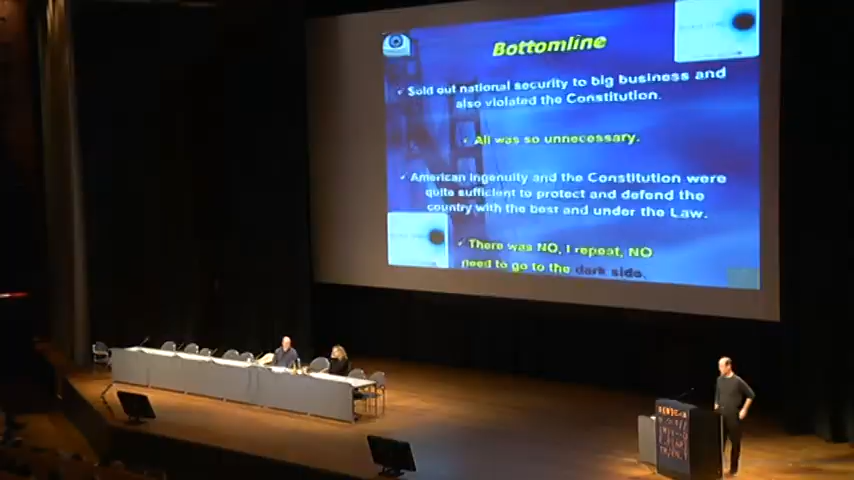 Bottomline
Sold out national security to big business and
also violated the Constitution.
All was so unnecessary.
American ingenuity and the Constitution were
quite sufficient to protect and defend the
country with the best and under the Law.
There was NO, I repeat, NO
need to go to the dark side.